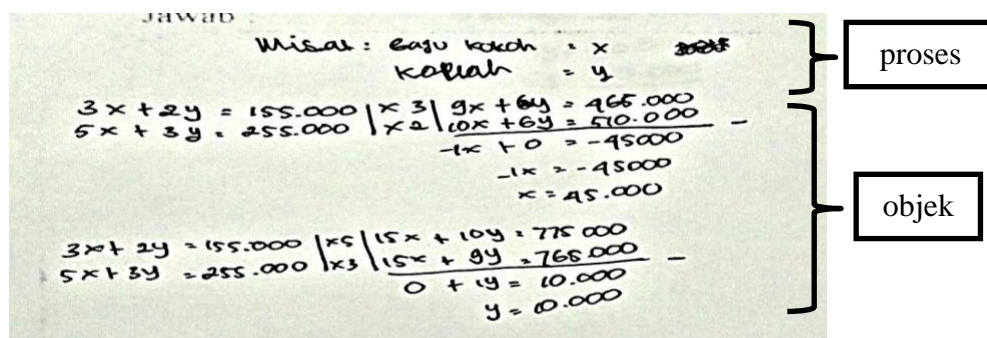 Jawab :
Misal : Baju kokoh = x
Kopiah = y
proses
3x + 2y = 155.000 | x 3 | 9x + 6y = 465.000
5x + 3y = 255.000 | x 2 | 10x + 6y = 510.000 -
-1x + 0 = -45000
-1x = -45000
x = 45.000
objek
3x + 2y = 155.000 | x5 | 15x + 10y = 775 000
5x + 3y = 255.000 | x3 | 15x + 9y = 765.000 -
0 + 1y = 10.000
y = 10.000